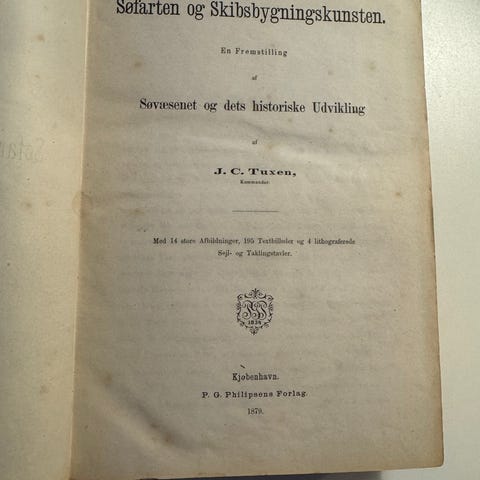 Søfarten og Skibsbygningskunsten.
En Fremstilling
af
Søvæsenet og dets historiske Udvikling
af
J. C. Tuxen,
Kommandør.
Med 14 store Afbildninger, 195 Textbilleder og 4 lithograferede
Sejl- og Taklingstavler.
1834
Kjøbenhavn.
P. G. Philipsens Forlag.
1879.